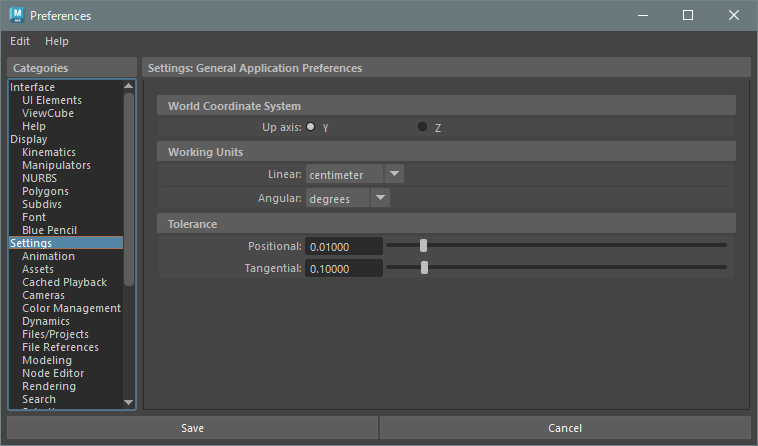 Preferences
Edit Help
Categories
Interface
UI Elements
ViewCube
Help
Display
Kinematics
Manipulators
NURBS
Polygons
Subdivs
Font
Blue Pencil
Settings
Animation
Assets
Cached Playback
Cameras
Color Management
Dynamics
Files/Projects
File References
Modeling
Node Editor
Rendering
Search
Settings: General Application Preferences
World Coordinate System
Up axis: Y Z
Working Units
Linear: centimeter
Angular: degrees
Tolerance
Positional: 0.01000
Tangential: 0.10000
Save Cancel